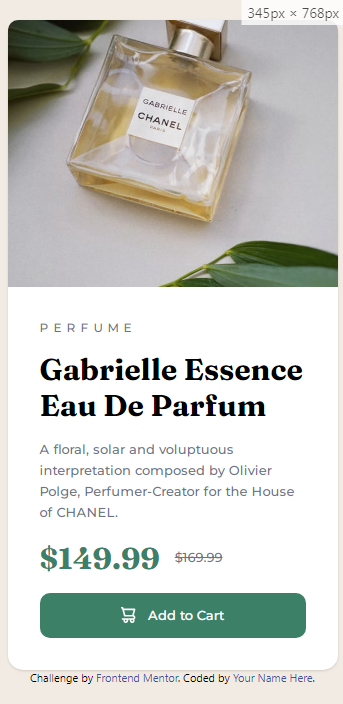 345px × 768px
GABRIELLE
CHANEL
PARIS
PERFUME
Gabrielle Essence
Eau De Parfum
A floral, solar and voluptuous
interpretation composed by Olivier
Polge, Perfumer-Creator for the House
of CHANEL.
$149.99 $169.99
Add to Cart
Challenge by Frontend Mentor. Coded by Your Name Here.